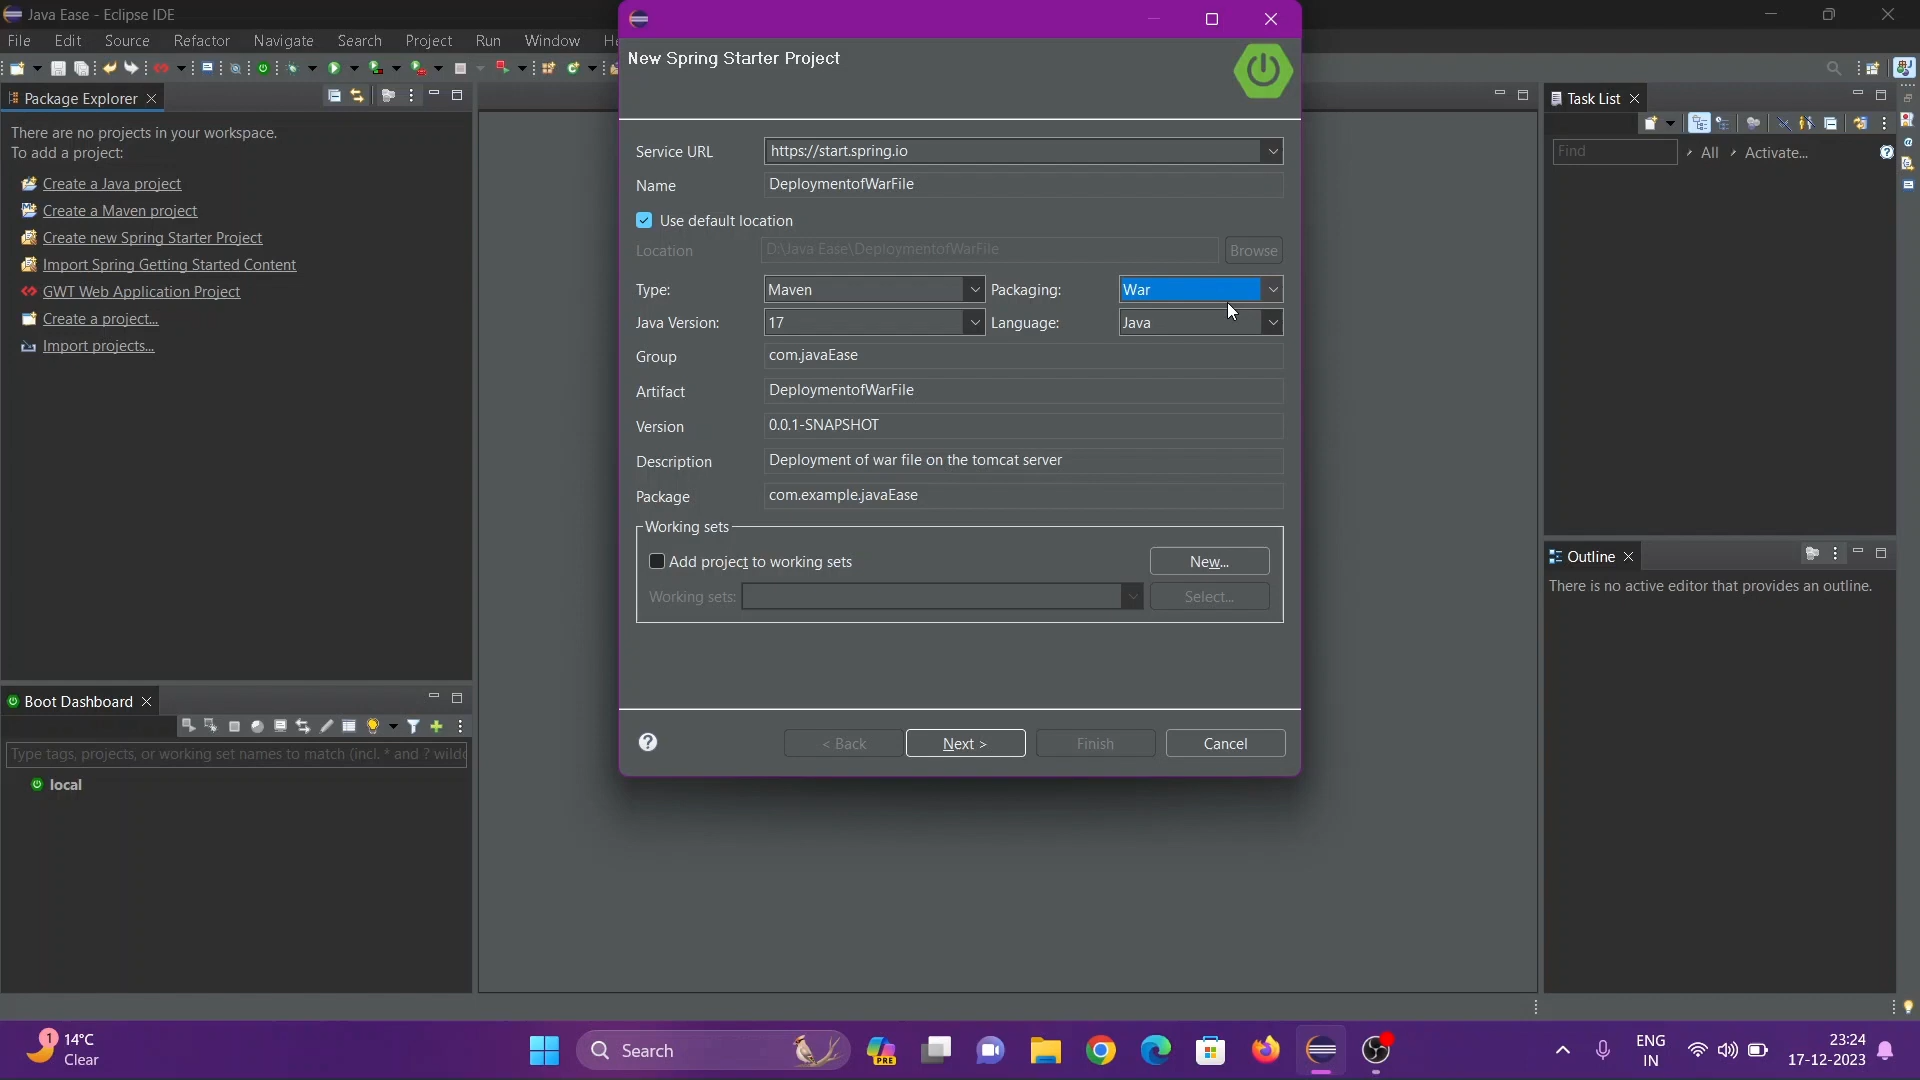 Java Ease - Eclipse IDE
File Edit Source Refactor Navigate Search Project Run Window
Package Explorer
There are no projects in your workspace.
To add a project:
Create a Java project
Create a Maven project
Create new Spring Starter Project
Import Spring Getting Started Content
GWT Web Application Project
Create a project...
Import projects...
Boot Dashboard
Type tags, projects, or working set names to match (incl. * and ? wildc
local
New Spring Starter Project
Service URL https://start.spring.io
Name DeploymentofWarFile
Use default location
Location D:\Java Ease\DeploymentofWarFile Browse
Type: Maven Packaging: War
Java Version: 17 Language: Java
Group com.javaEase
Artifact DeploymentofWarFile
Version 0.0.1-SNAPSHOT
Description Deployment of war file on the tomcat server
Package com.example.javaEase
Working sets
Add project to working sets New...
Working sets: Select...
< Back Next > Finish Cancel
Task List
Find All Activate...
Outline
There is no active editor that provides an outline.
1 14°C
Clear
Search
PRE
ENG
IN
23:24
17-12-2023